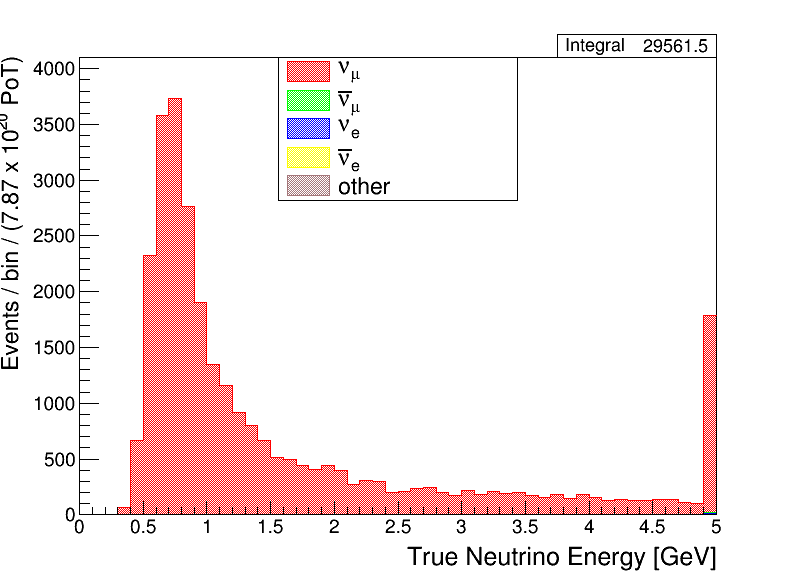 Integral 29561.5
ν_μ
ν̅_μ
ν_e
ν̅_e
other
Events / bin / (7.87 x 10²⁰ PoT)
4000
3500
3000
2500
2000
1500
1000
500
0
0 0.5 1 1.5 2 2.5 3 3.5 4 4.5 5
True Neutrino Energy [GeV]